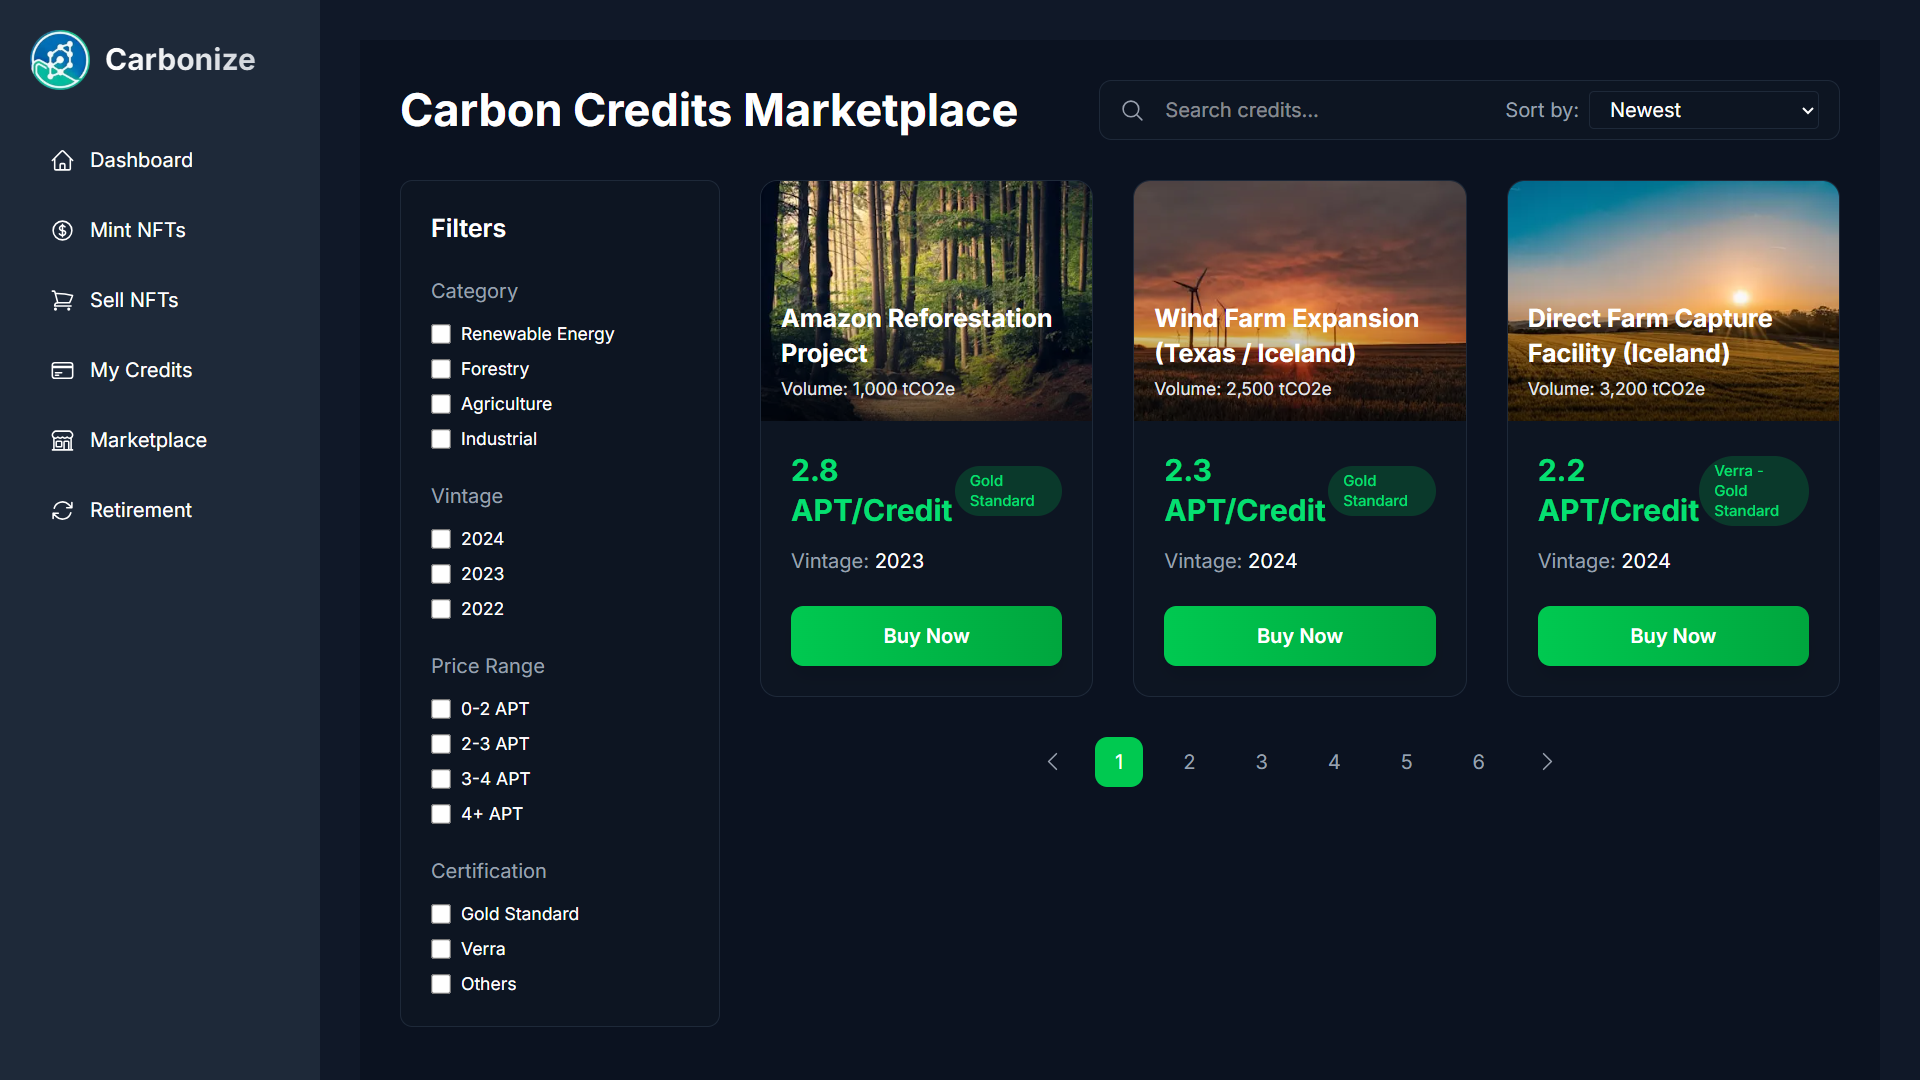 Carbonize
Dashboard
Mint NFTs
Sell NFTs
My Credits
Marketplace
Retirement
Carbon Credits Marketplace
Search credits...
Sort by: Newest
Filters
Category
Renewable Energy
Forestry
Agriculture
Industrial
Vintage
2024
2023
2022
Price Range
0-2 APT
2-3 APT
3-4 APT
4+ APT
Certification
Gold Standard
Verra
Others
Amazon Reforestation
Project
Volume: 1,000 tCO2e
2.8
APT/Credit
Gold
Standard
Vintage: 2023
Buy Now
Wind Farm Expansion
(Texas / Iceland)
Volume: 2,500 tCO2e
2.3
APT/Credit
Gold
Standard
Vintage: 2024
Buy Now
Direct Farm Capture
Facility (Iceland)
Volume: 3,200 tCO2e
2.2
APT/Credit
Verra -
Gold
Standard
Vintage: 2024
Buy Now
1 2 3 4 5 6